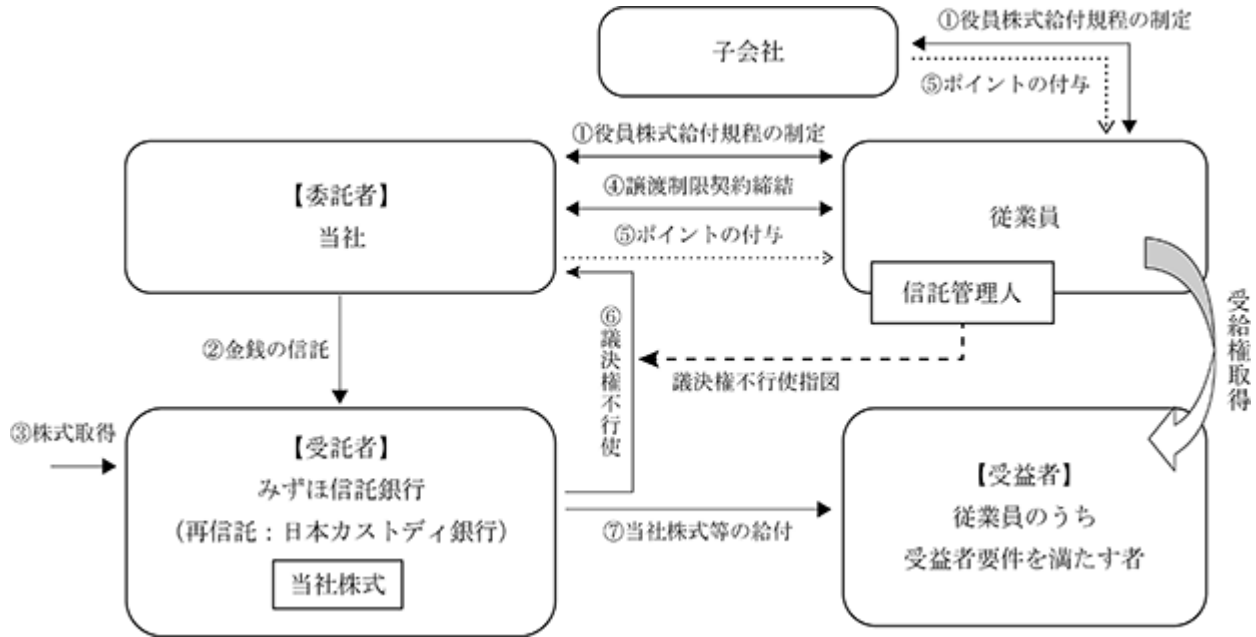 子会社
①役員株式給付規程の制定
⑤ポイントの付与
①役員株式給付規程の制定
④譲渡制限契約締結
⑤ポイントの付与
【委託者】
当社
従業員
信託管理人
受給権取得
②金銭の信託
⑥議決権不行使
議決権不行使指図
③株式取得
【受託者】
みずほ信託銀行
（再信託：日本カストディ銀行）
当社株式
⑦当社株式等の給付
【受益者】
従業員のうち
受益者要件を満たす者